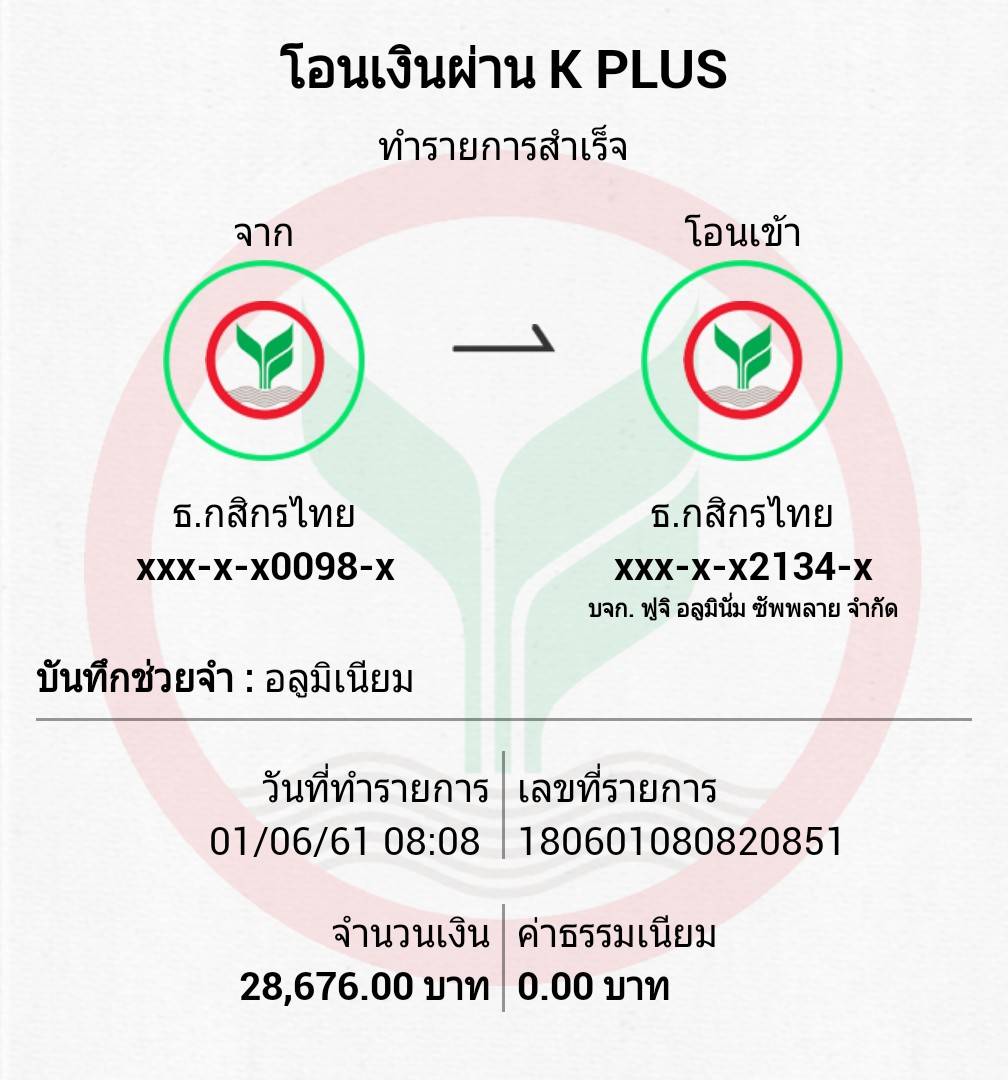 โอนเงินผ่าน K PLUS
ทำรายการสำเร็จ
จาก
โอนเข้า
ธ.กสิกรไทย
xxx-x-x0098-x
ธ.กสิกรไทย
xxx-x-x2134-x
บจก. ฟูจิ อลูมินั่ม ซัพพลาย จำกัด
บันทึกช่วยจำ : อลูมิเนียม
วันที่ทำรายการ
01/06/61 08:08
เลขที่รายการ
180601080820851
จำนวนเงิน
28,676.00 บาท
ค่าธรรมเนียม
0.00 บาท